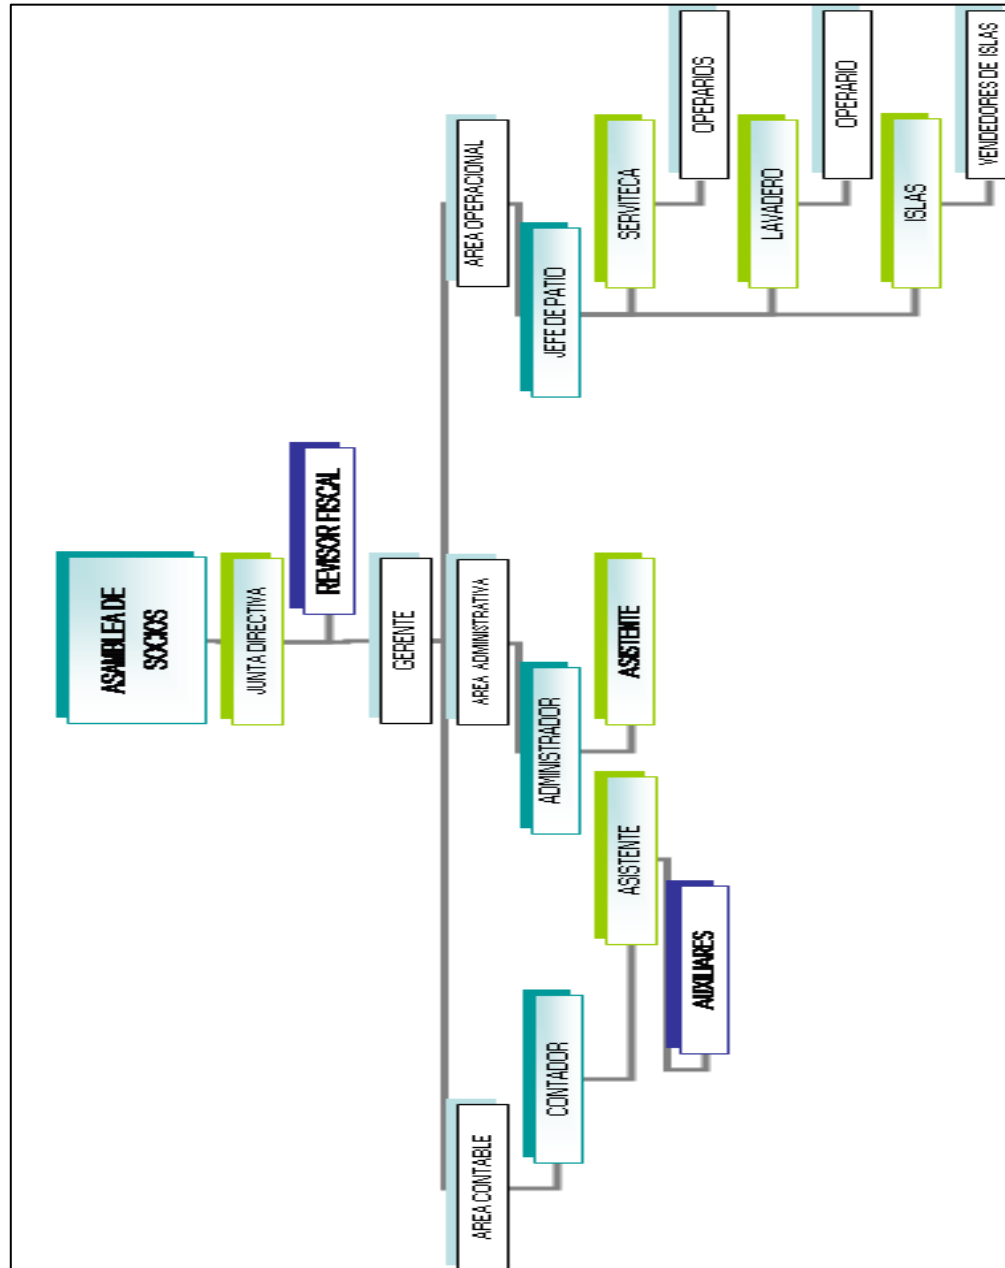 ASAMBLEA DE
SOCIOS
JUNTA DIRECTIVA
REVISOR FISCAL
GERENTE
AREA CONTABLE
AREA ADMINISTRATIVA
AREA OPERACIONAL
CONTADOR
ADMINISTRADOR
JEFE DE PATIO
ASISTENTE
ASISTENTE
SERVITECA
AUXILIARES
OPERARIOS
LAVADERO
OPERARIO
ISLAS
VENDEDORES DE ISLAS